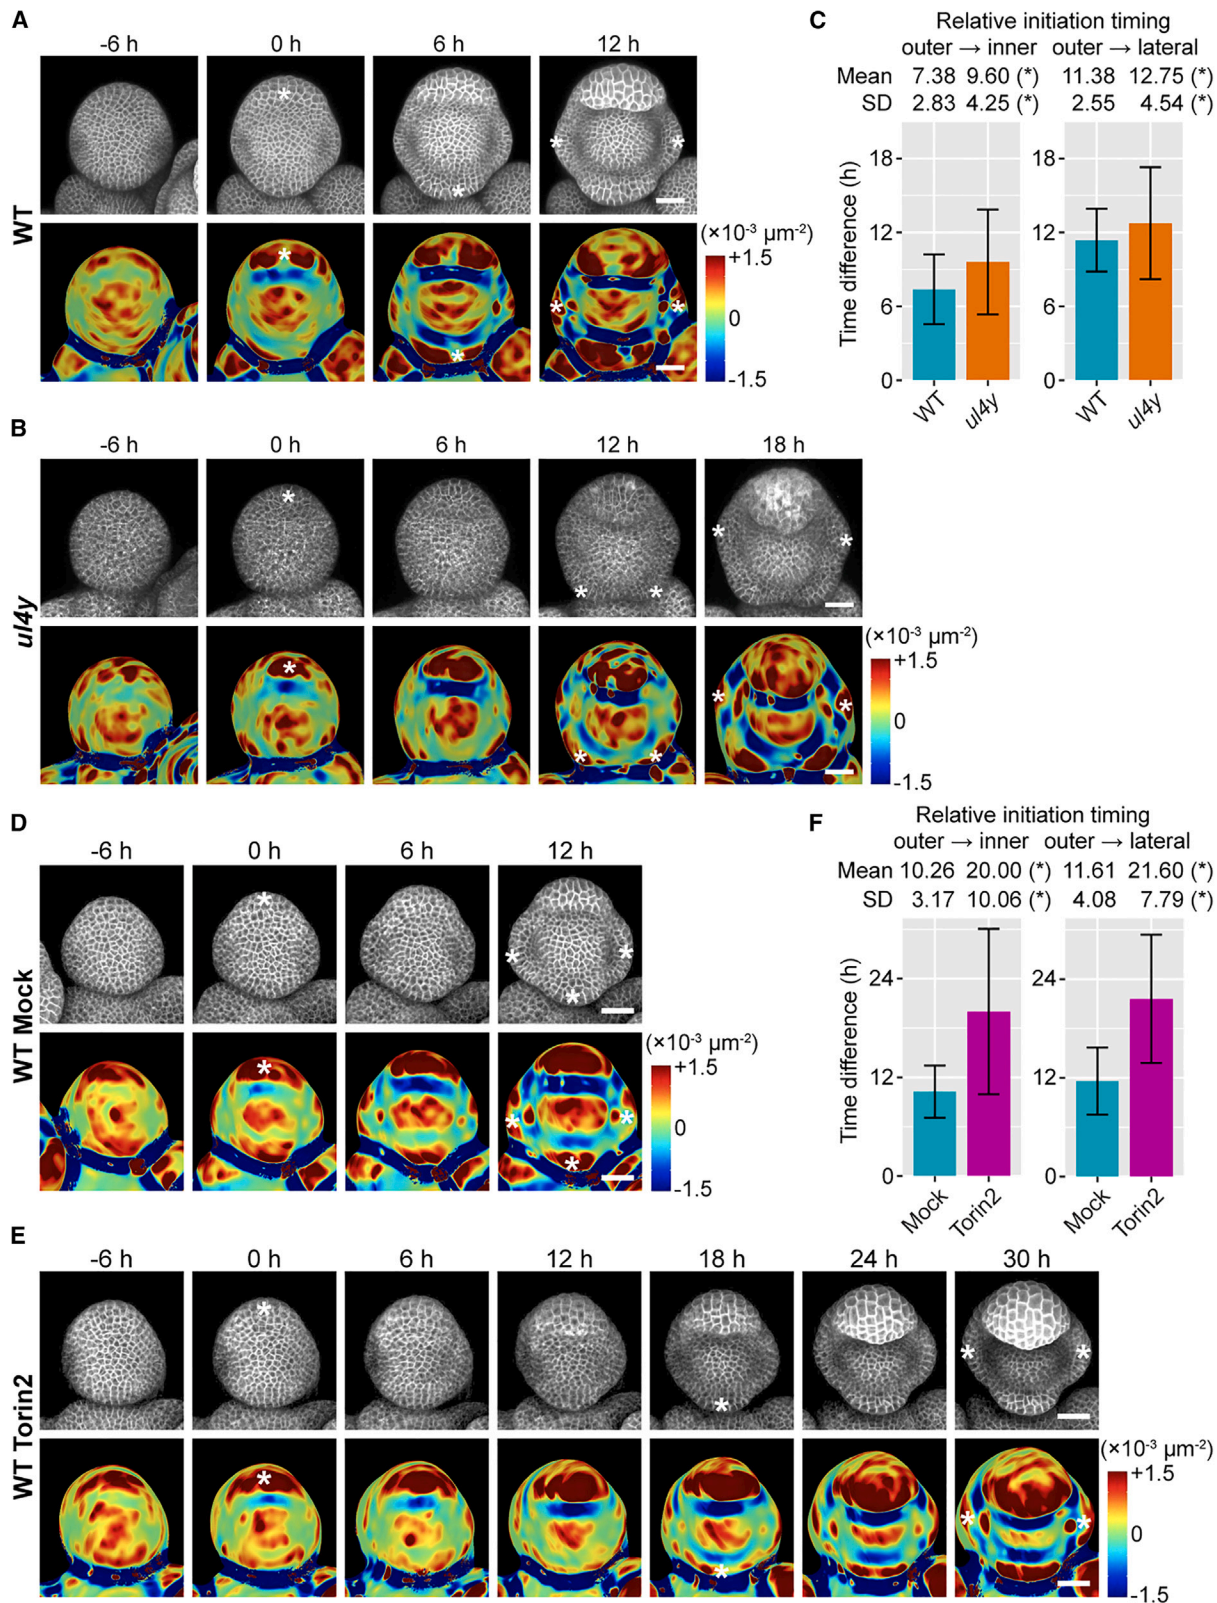 A
-6 h 0 h 6 h 12 h
WT
(×10-3 μm-2)
+1.5
0
-1.5
C
Relative initiation timing
outer → inner outer → lateral
Mean 7.38 9.60 (*) 11.38 12.75 (*)
SD 2.83 4.25 (*) 2.55 4.54 (*)
Time difference (h)
18 18
12 12
6 6
0 0
WT ul4y WT ul4y
B
-6 h 0 h 6 h 12 h 18 h
ul4y
(×10-3 μm-2)
+1.5
0
-1.5
D
-6 h 0 h 6 h 12 h
WT Mock
(×10-3 μm-2)
+1.5
0
-1.5
F
Relative initiation timing
outer → inner outer → lateral
Mean 10.26 20.00 (*) 11.61 21.60 (*)
SD 3.17 10.06 (*) 4.08 7.79 (*)
Time difference (h)
24 24
12 12
0 0
Mock Torin2 Mock Torin2
E
-6 h 0 h 6 h 12 h 18 h 24 h 30 h
WT Torin2
(×10-3 μm-2)
+1.5
0
-1.5